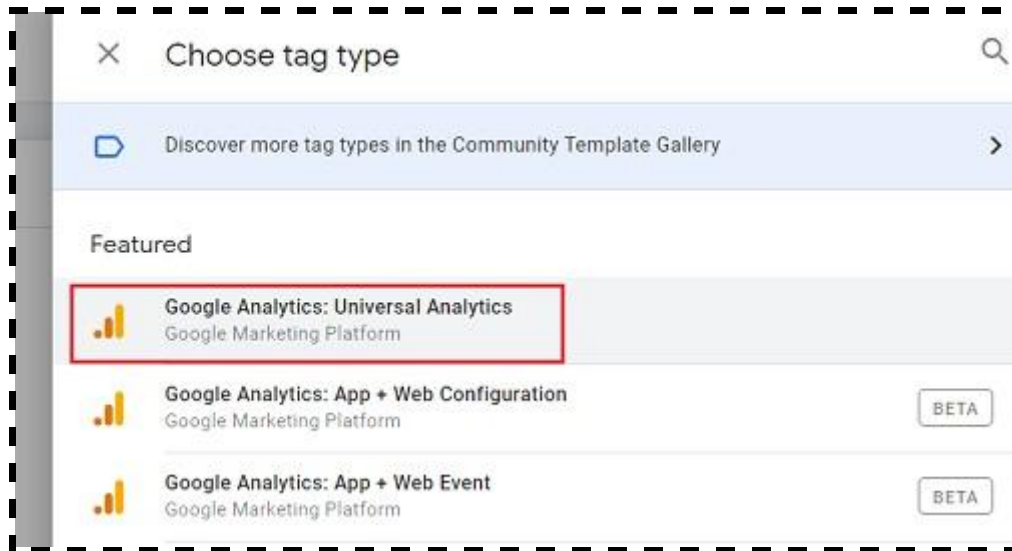 Choose tag type
Discover more tag types in the Community Template Gallery
Featured
Google Analytics: Universal Analytics
Google Marketing Platform
Google Analytics: App + Web Configuration
Google Marketing Platform
BETA
Google Analytics: App + Web Event
Google Marketing Platform
BETA